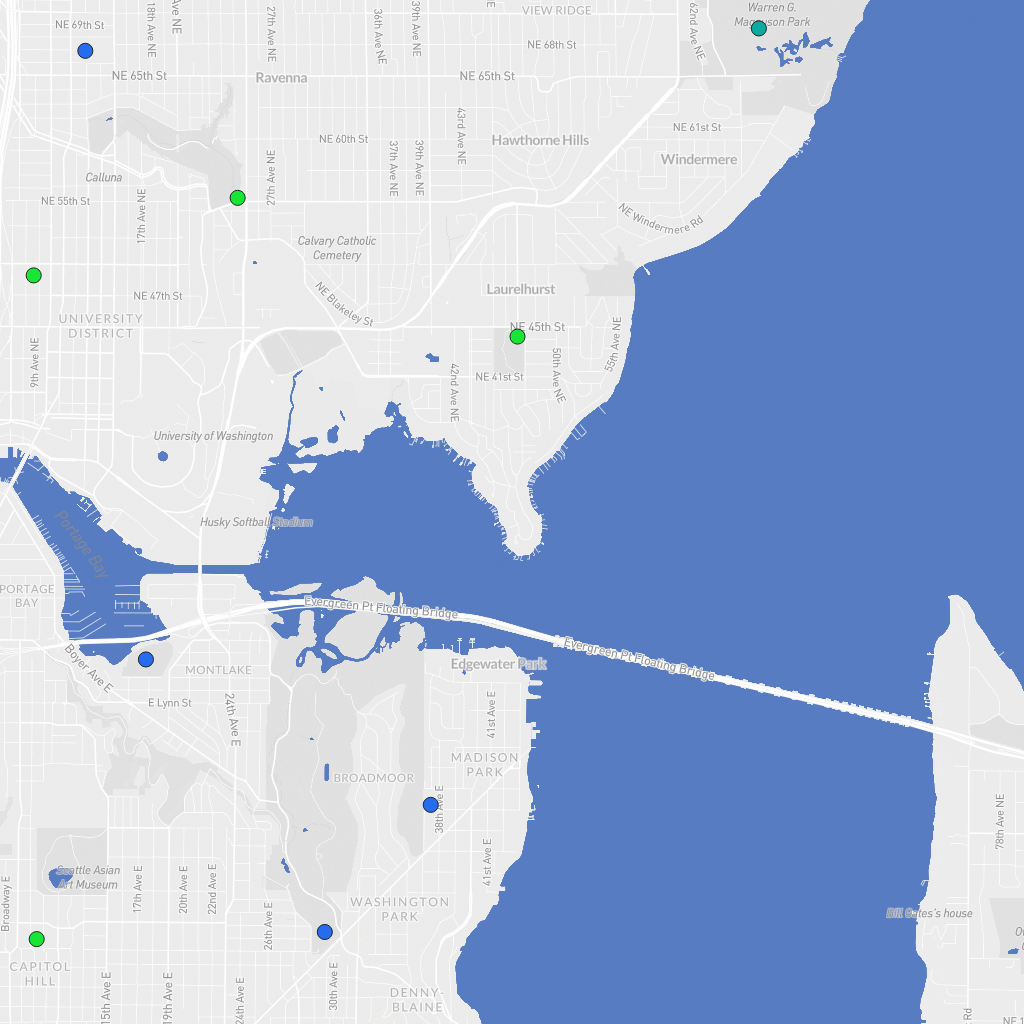 NE 69th St
18th Ave NE
Ave NE
27th Ave NE
36th Ave NE
39th Ave NE
E
VIEW RIDGE
62nd Ave NE
Warren G.
Magnuson Park
NE 68th St
NE 65th St
Ravenna
NE 65th St
43rd Ave NE
NE 60th St
Hawthorne Hills
NE 61st St
Windermere
37th Ave NE
39th Ave NE
27th Ave NE
Calluna
NE 55th St
17th Ave NE
NE Windermere Rd
Calvary Catholic
Cemetery
NE 47th St
NE Blakeley St
Laurelhurst
UNIVERSITY
DISTRICT
NE 45th St
9th Ave NE
50th Ave NE
55th Ave NE
42nd Ave NE
NE 41st St
University of Washington
Husky Softball Stadium
Portage Bay
PORTAGE
BAY
Evergreen Pt Floating Bridge
Evergreen Pt Floating Bridge
Boyer Ave E
MONTLAKE
Edgewater Park
E Lynn St
24th Ave E
41st Ave E
MADISON
PARK
BROADMOOR
38th Ave E
78th Ave NE
41st Ave E
Seattle Asian
Art Museum
Broadway E
17th Ave E
20th Ave E
22nd Ave E
26th Ave E
WASHINGTON
PARK
Bill Gates's house
CAPITOL
HILL
15th Ave E
19th Ave E
24th Ave E
30th Ave E
DENNY-
BLAINE
Rd
NE 1